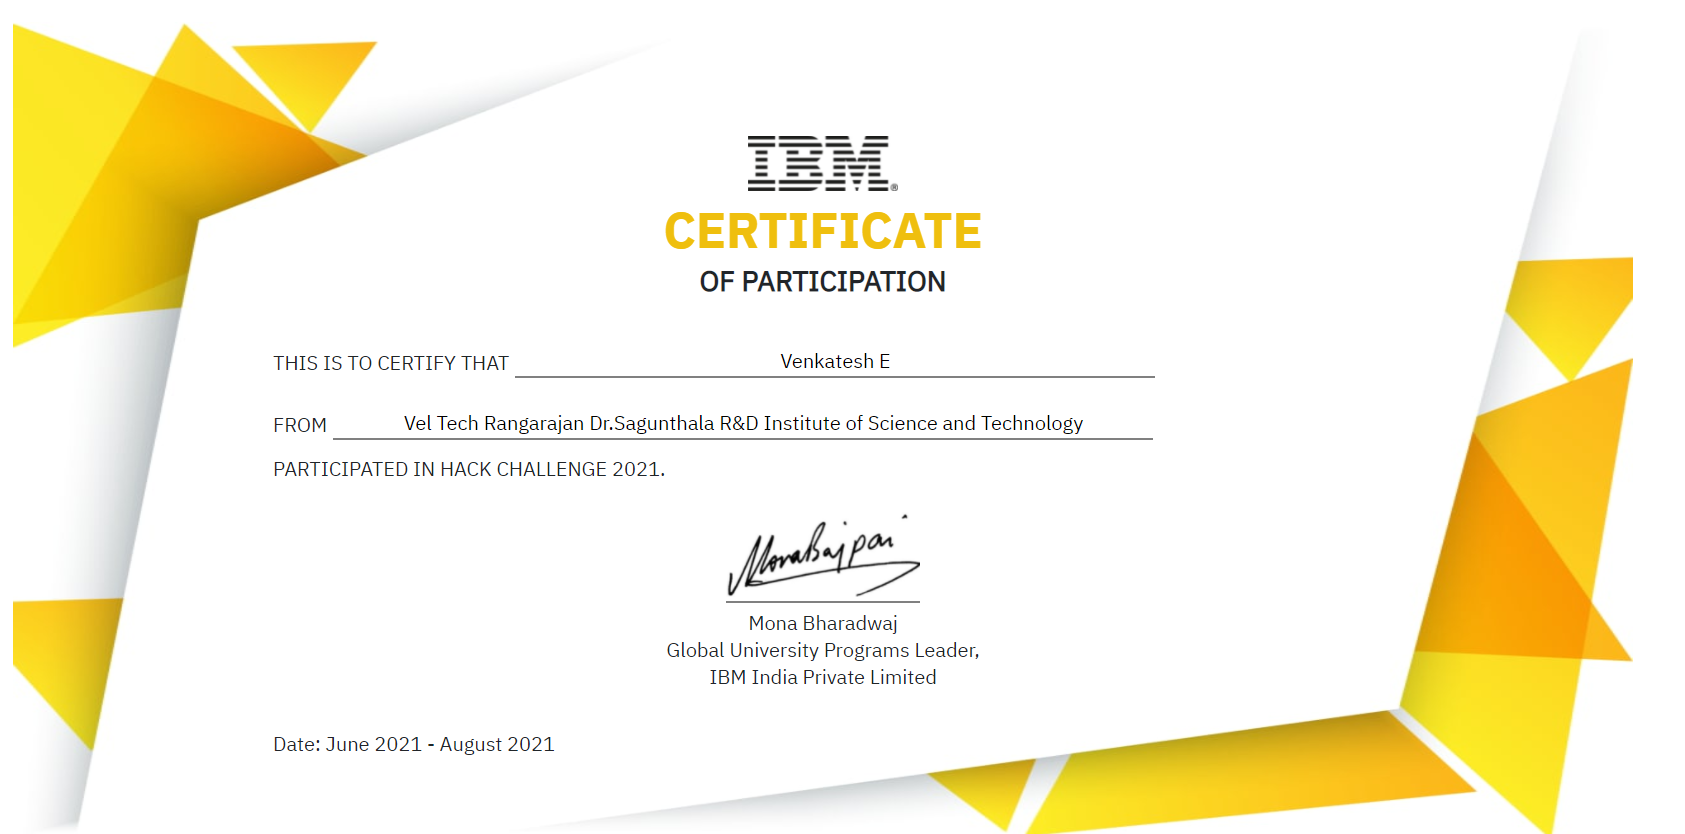 IBM®
CERTIFICATE
OF PARTICIPATION
THIS IS TO CERTIFY THAT Venkatesh E
FROM Vel Tech Rangarajan Dr.Sagunthala R&D Institute of Science and Technology
PARTICIPATED IN HACK CHALLENGE 2021.
MonaBajpai
Mona Bharadwaj
Global University Programs Leader,
IBM India Private Limited
Date: June 2021 - August 2021